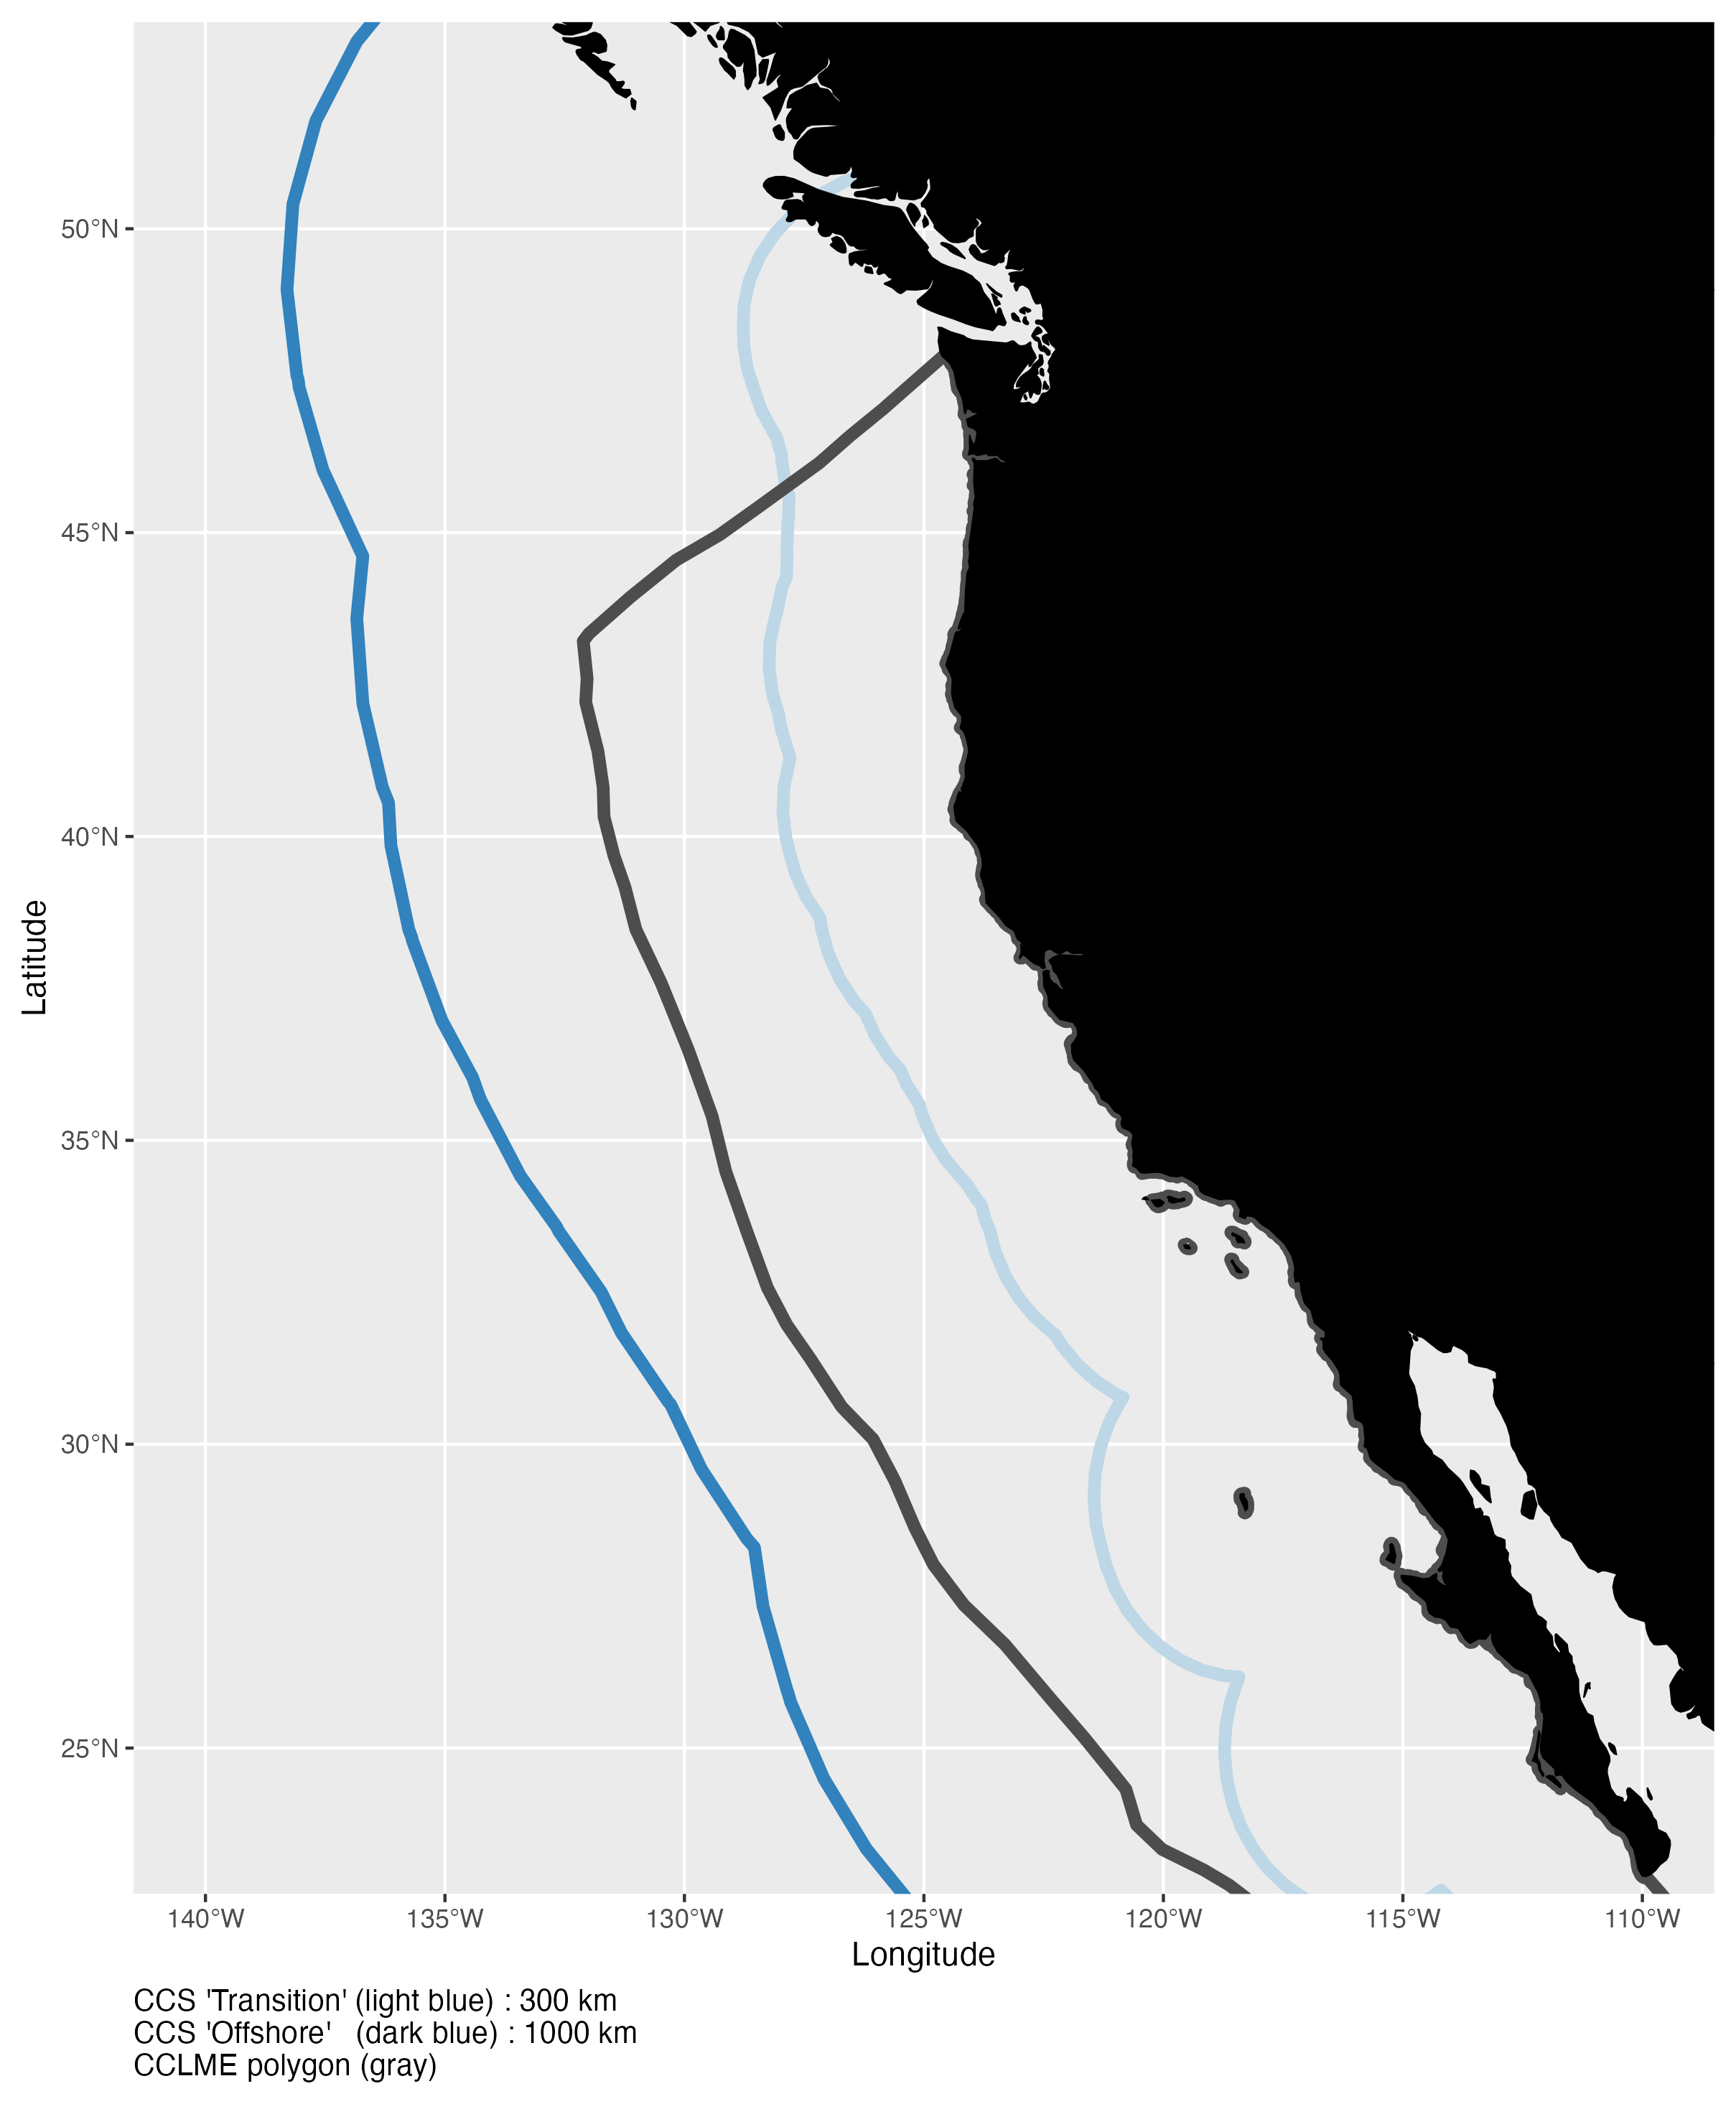 50°N
45°N
40°N
35°N
30°N
25°N
Latitude
140°W 135°W 130°W 125°W 120°W 115°W 110°W
Longitude
CCS 'Transition' (light blue) : 300 km
CCS 'Offshore' (dark blue) : 1000 km
CCLME polygon (gray)